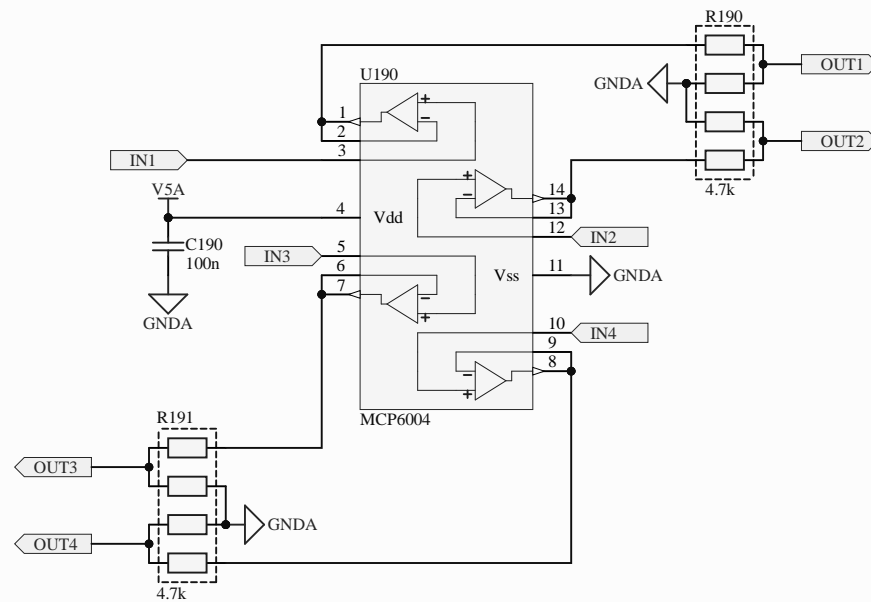 R190
OUT1
GNDA
OUT2
4.7k
U190
1
2
3
IN1
14
13
12
IN2
V5A
4
Vdd
C190
100n
GNDA
IN3
5
6
7
Vss
11
GNDA
10
9
8
IN4
MCP6004
R191
OUT3
GNDA
OUT4
4.7k